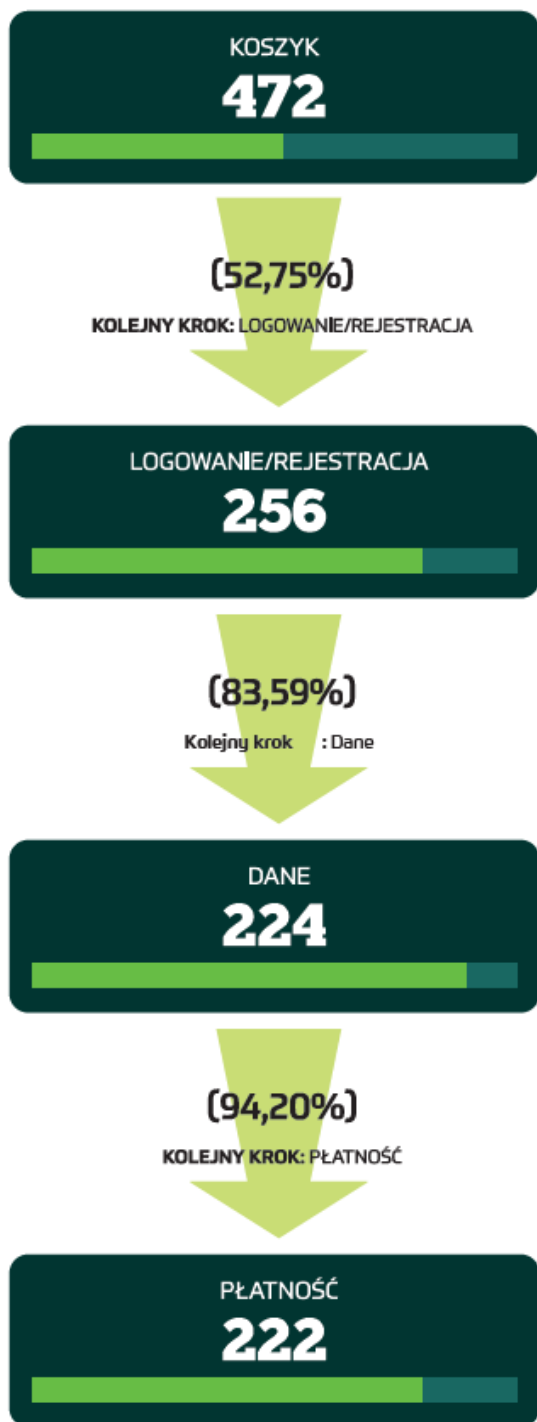 KOSZYK
472
(52,75%)
KOLEJNY KROK: LOGOWANIE/REJESTRACJA
LOGOWANIE/REJESTRACJA
256
(83,59%)
Kolejny krok : Dane
DANE
224
(94,20%)
KOLEJNY KROK: PŁATNOŚĆ
PŁATNOŚĆ
222